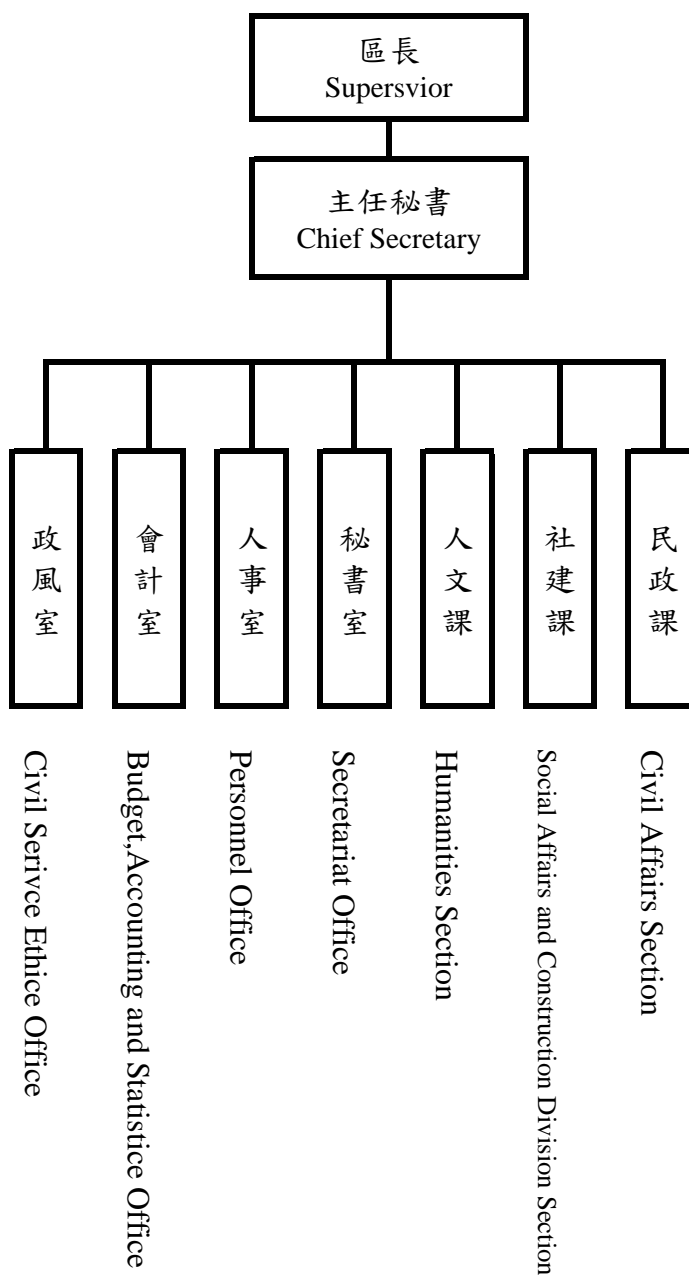 區長
Supersvior
主任秘書
Chief Secretary
政風室
會計室
人事室
秘書室
人文課
社建課
民政課
Civil Serivce Ethice Office
Budget,Accounting and Statistice Office
Personnel Office
Secretariat Office
Humanities Section
Social Affairs and Construction Division Section
Civil Affairs Section